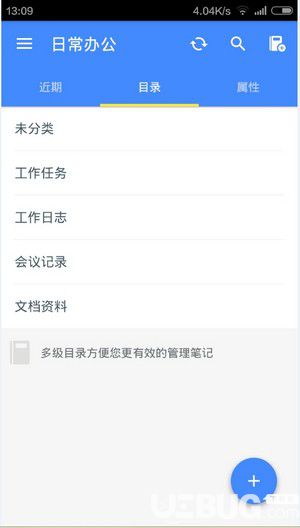 13:09
4.04K/s
日常办公
近期
目录
属性
未分类
工作任务
工作日志
会议记录
文档资料
多级目录方便您更有效的管理笔记
UEBUG.com